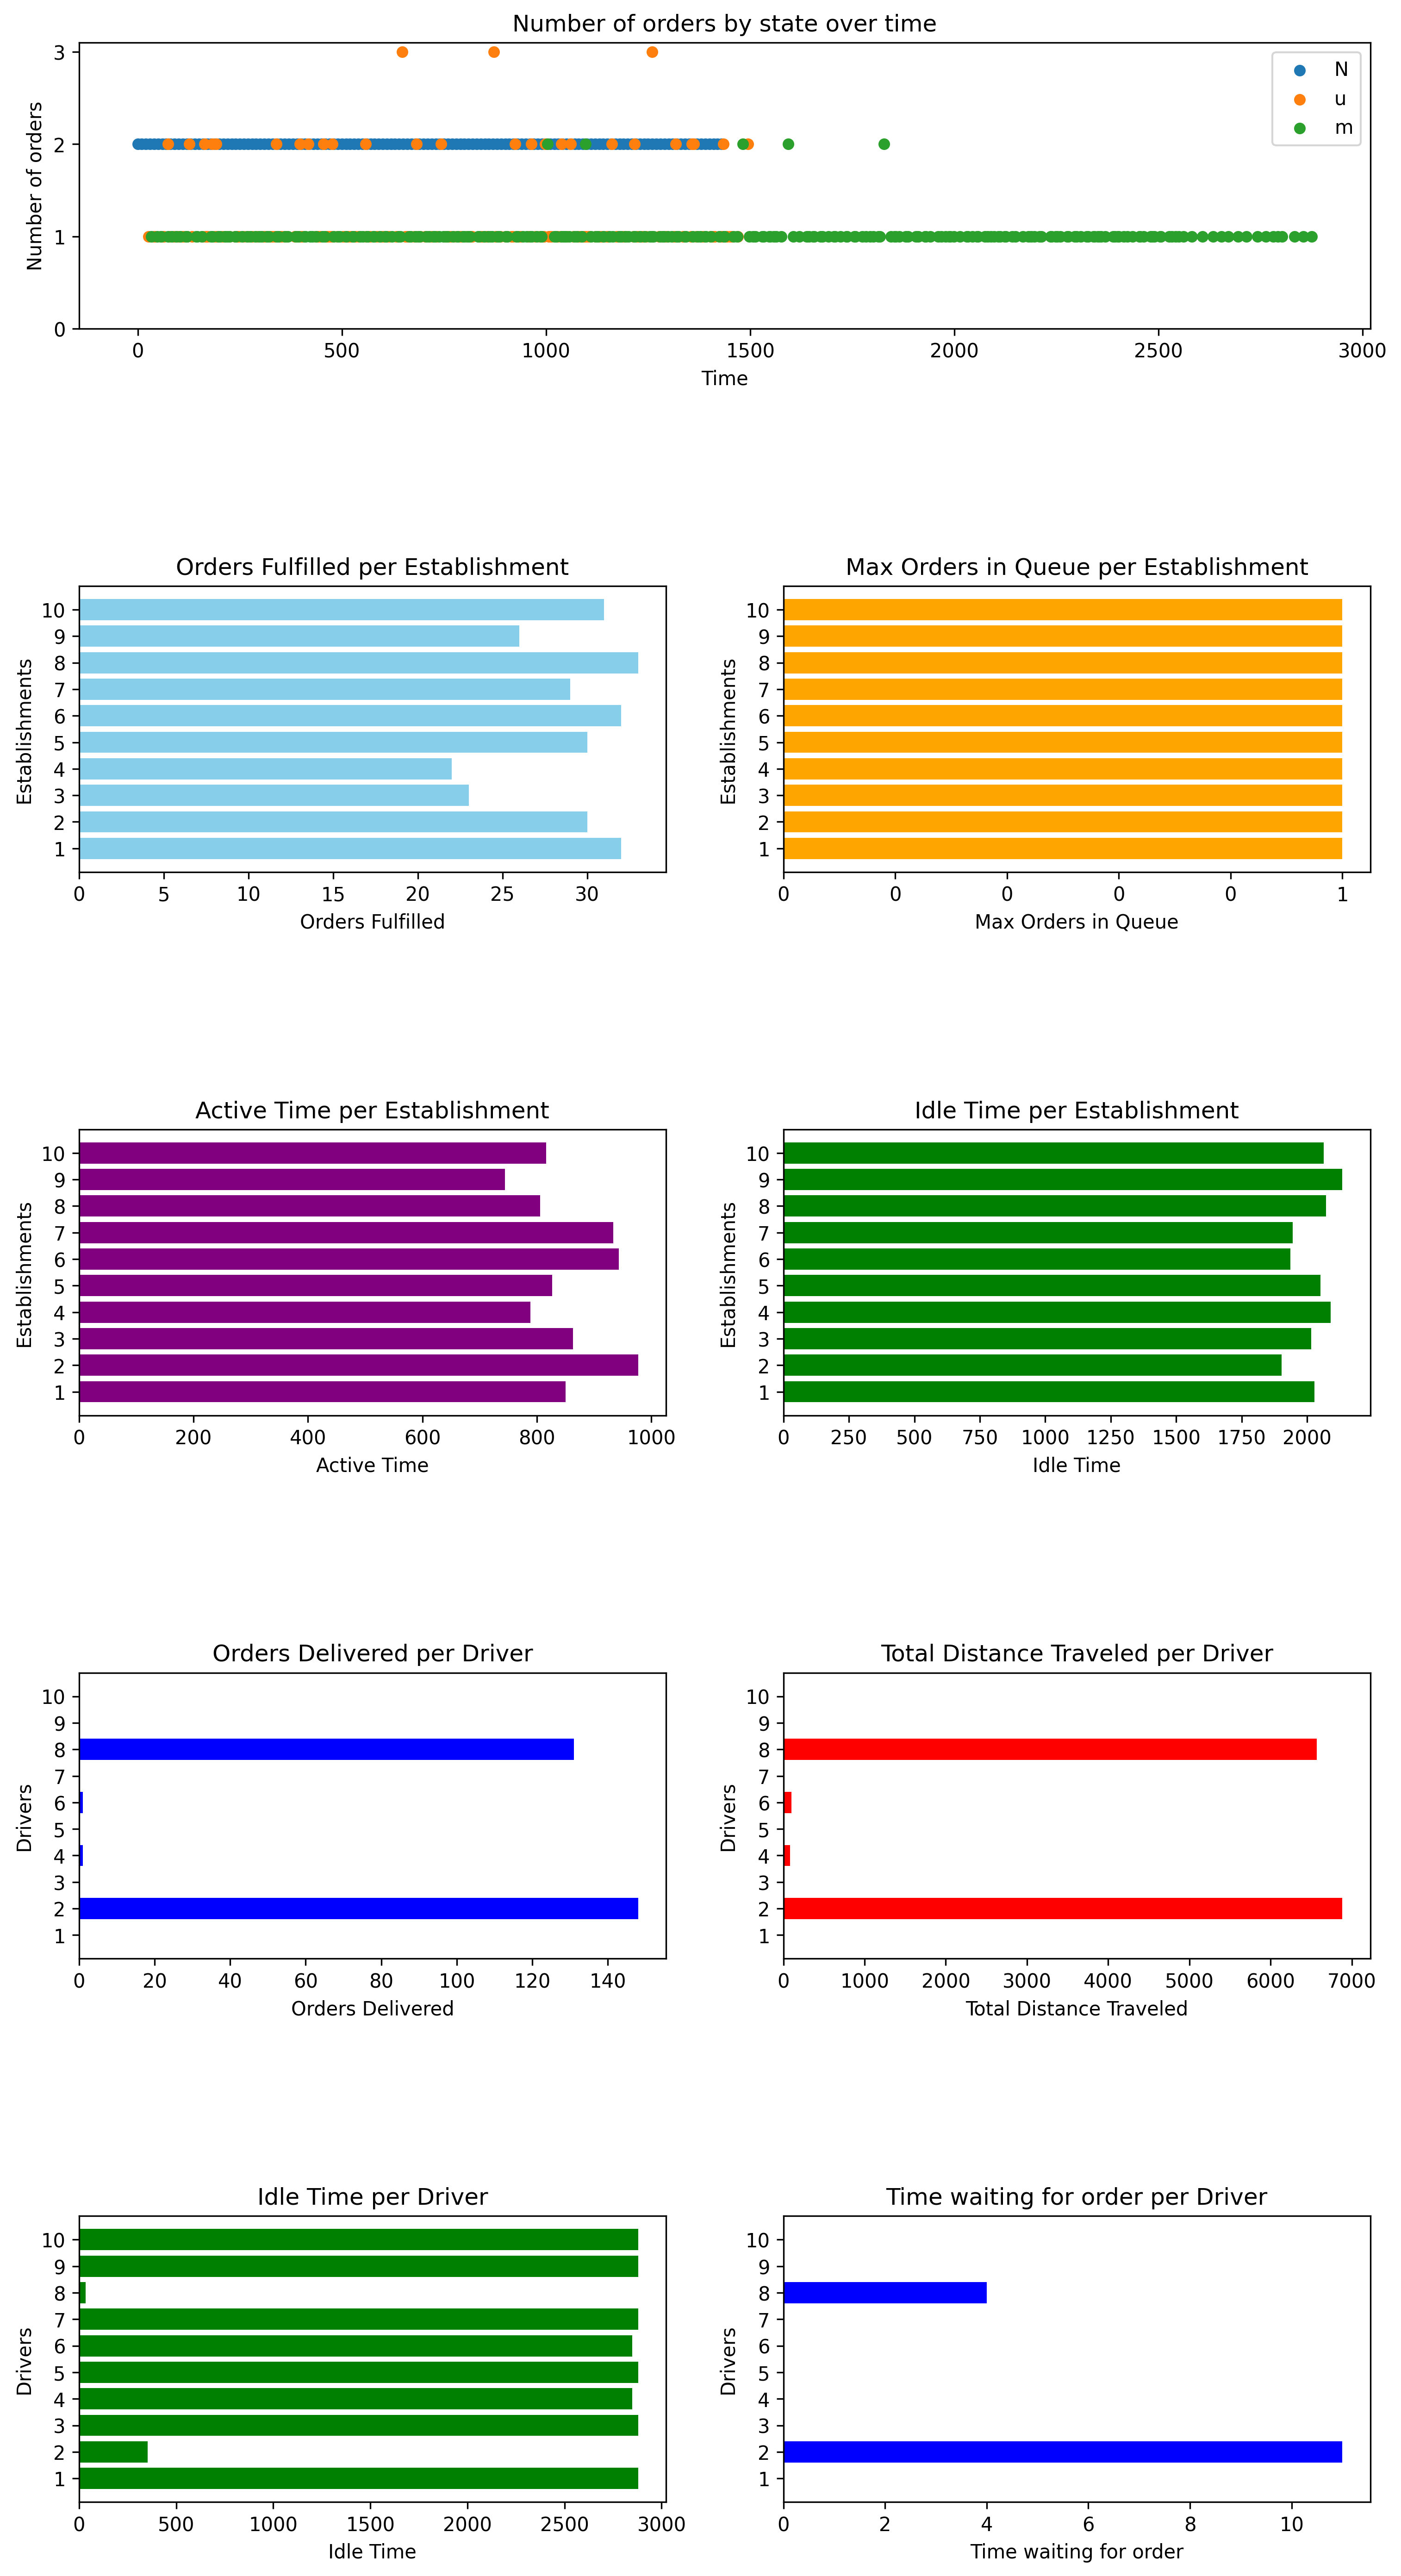 Number of orders by state over time
Number of orders
3
2
1
0
N
u
m
0 500 1000 1500 2000 2500 3000
Time
Orders Fulfilled per Establishment
Establishments
10
9
8
7
6
5
4
3
2
1
0 5 10 15 20 25 30
Orders Fulfilled
Max Orders in Queue per Establishment
Establishments
10
9
8
7
6
5
4
3
2
1
0 0 0 0 0 1
Max Orders in Queue
Active Time per Establishment
Establishments
10
9
8
7
6
5
4
3
2
1
0 200 400 600 800 1000
Active Time
Idle Time per Establishment
Establishments
10
9
8
7
6
5
4
3
2
1
0 250 500 750 1000 1250 1500 1750 2000
Idle Time
Orders Delivered per Driver
Drivers
10
9
8
7
6
5
4
3
2
1
0 20 40 60 80 100 120 140
Orders Delivered
Total Distance Traveled per Driver
Drivers
10
9
8
7
6
5
4
3
2
1
0 1000 2000 3000 4000 5000 6000 7000
Total Distance Traveled
Idle Time per Driver
Drivers
10
9
8
7
6
5
4
3
2
1
0 500 1000 1500 2000 2500 3000
Idle Time
Time waiting for order per Driver
Drivers
10
9
8
7
6
5
4
3
2
1
0 2 4 6 8 10
Time waiting for order